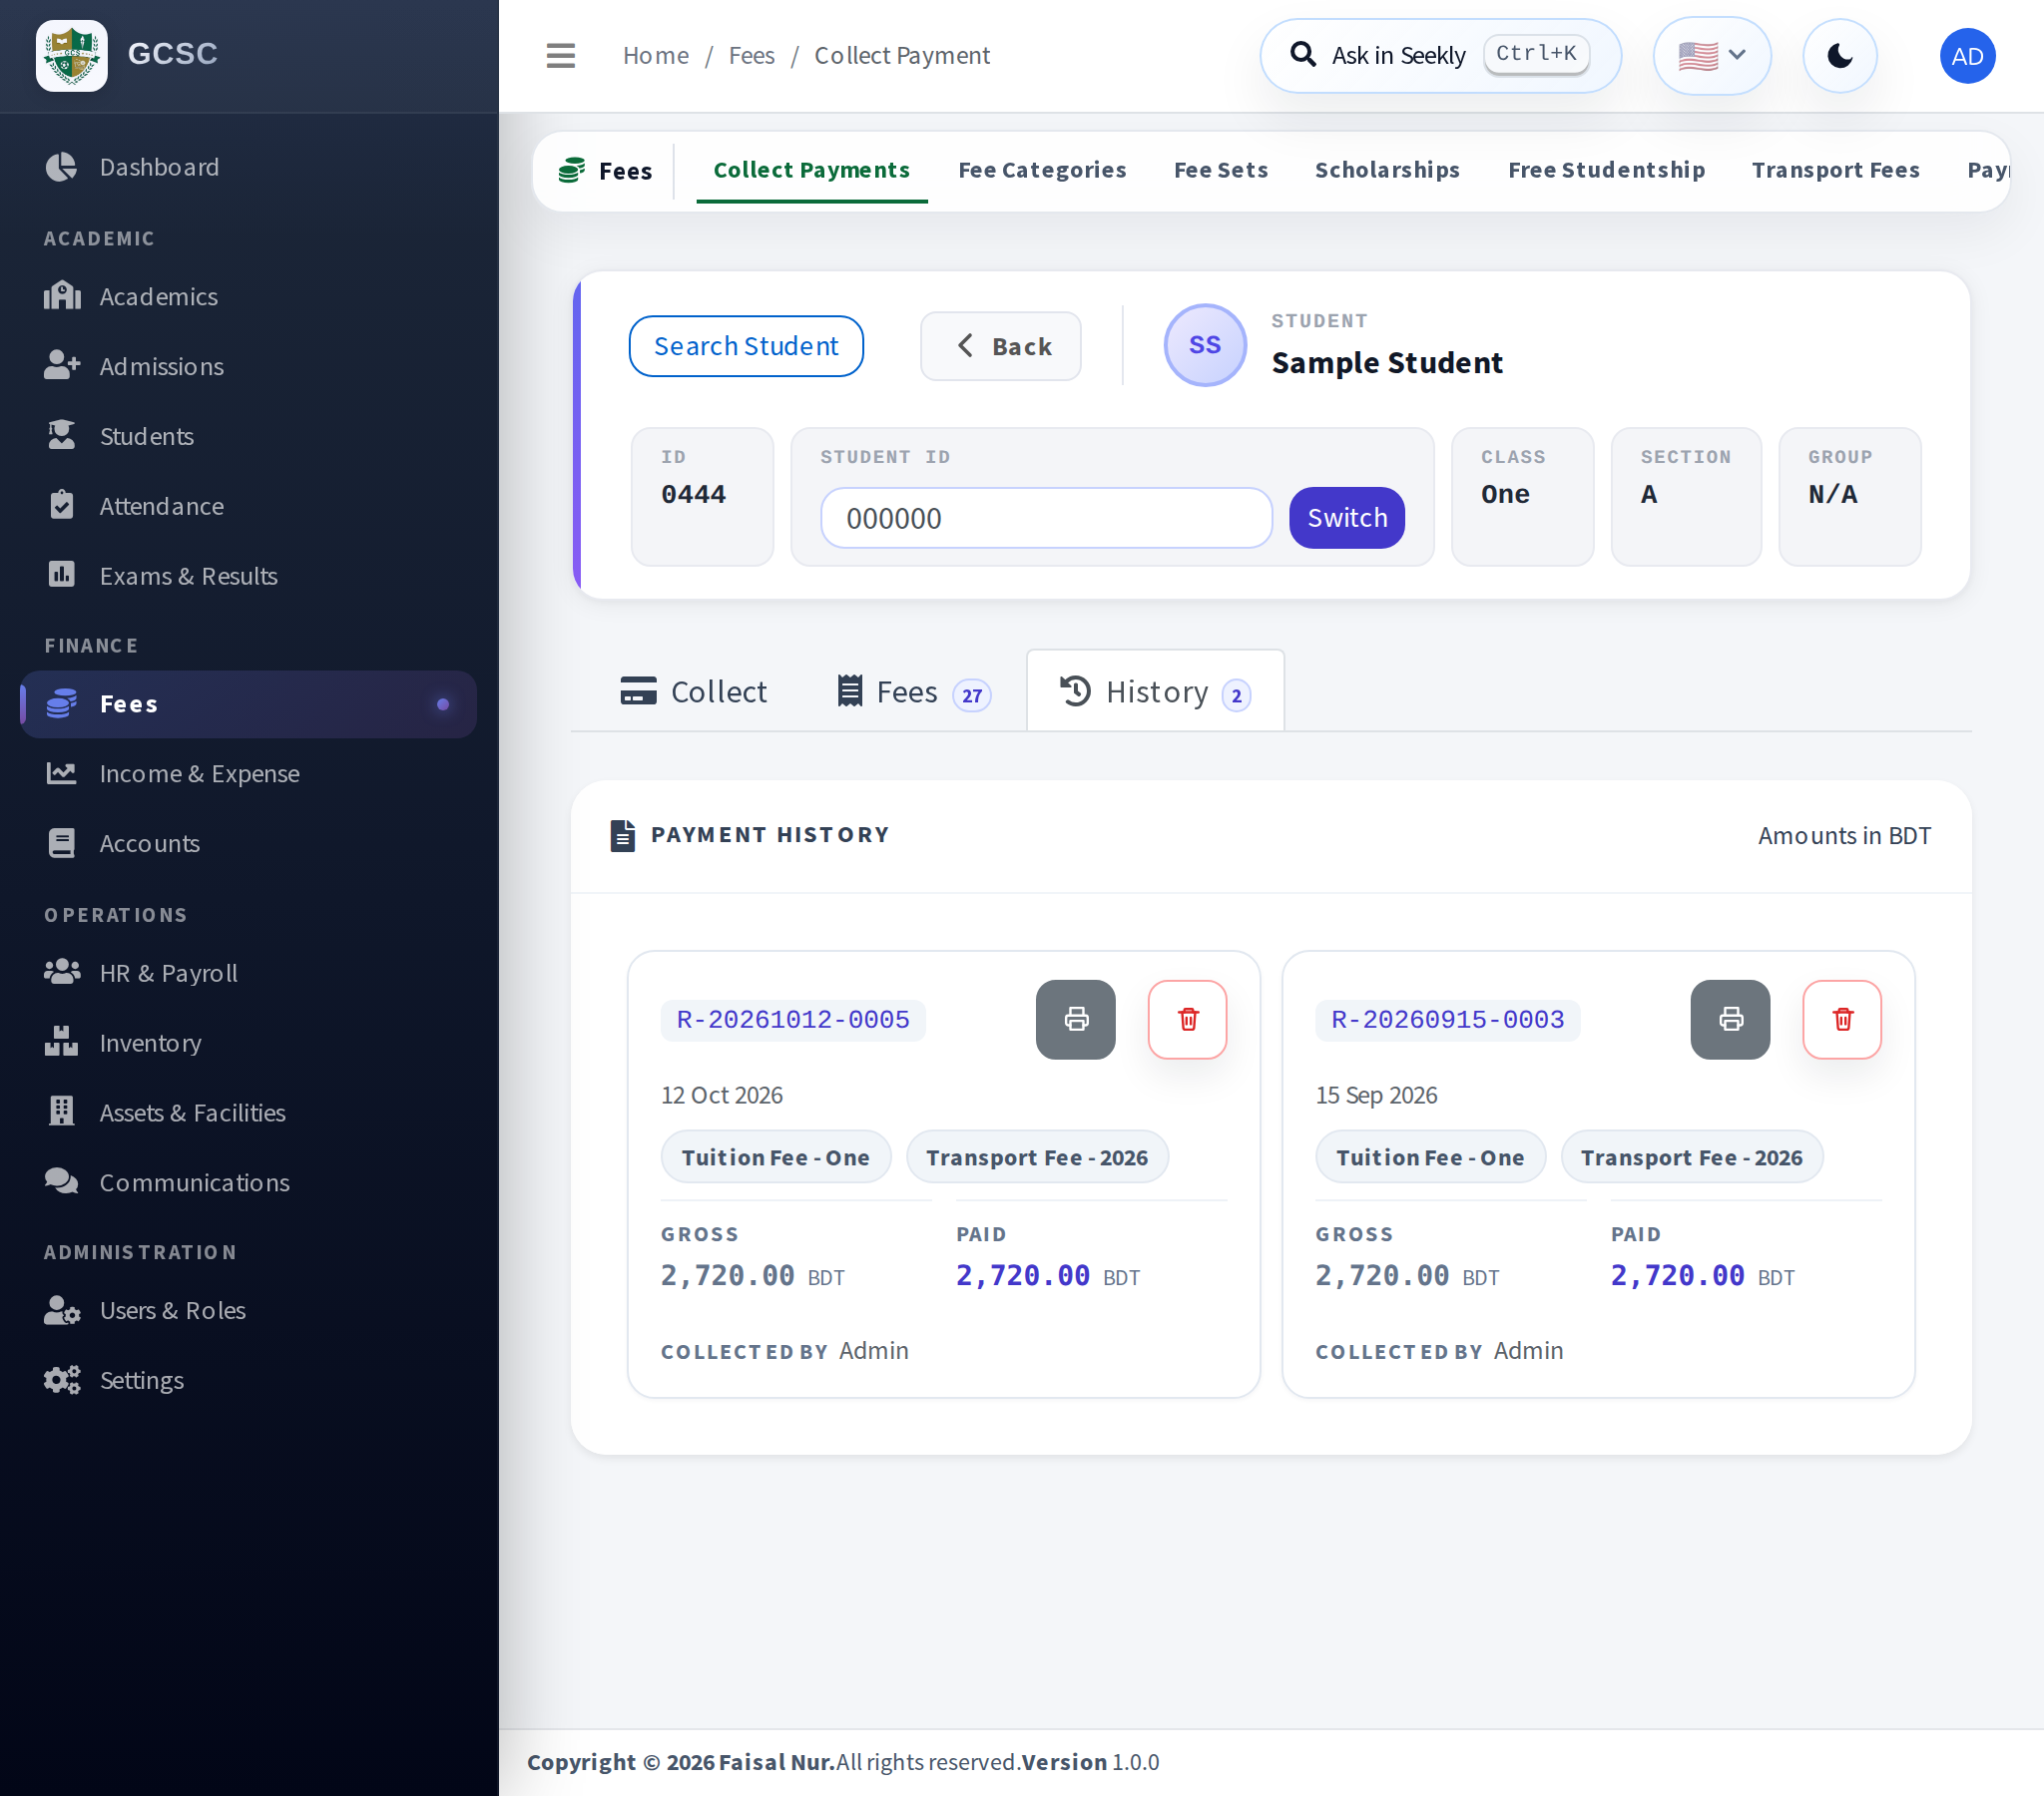 GCSC
Home / Fees / Collect Payment
Ask in Seekly Ctrl+K
AD
Dashboard
ACADEMIC
Academics
Admissions
Students
Attendance
Exams & Results
FINANCE
Fees
Income & Expense
Accounts
OPERATIONS
HR & Payroll
Inventory
Assets & Facilities
Communications
ADMINISTRATION
Users & Roles
Settings
Fees Collect Payments Fee Categories Fee Sets Scholarships Free Studentship Transport Fees
Search Student Back
SS
STUDENT
Sample Student
ID
0444
STUDENT ID
000000 Switch
CLASS
One
SECTION
A
GROUP
N/A
Collect Fees 27 History 2
PAYMENT HISTORY Amounts in BDT
R-20261012-0005
12 Oct 2026
Tuition Fee - One Transport Fee - 2026
GROSS PAID
2,720.00 BDT 2,720.00 BDT
COLLECTED BY Admin
R-20260915-0003
15 Sep 2026
Tuition Fee - One Transport Fee - 2026
GROSS PAID
2,720.00 BDT 2,720.00 BDT
COLLECTED BY Admin
Copyright © 2026 Faisal Nur.All rights reserved.Version 1.0.0